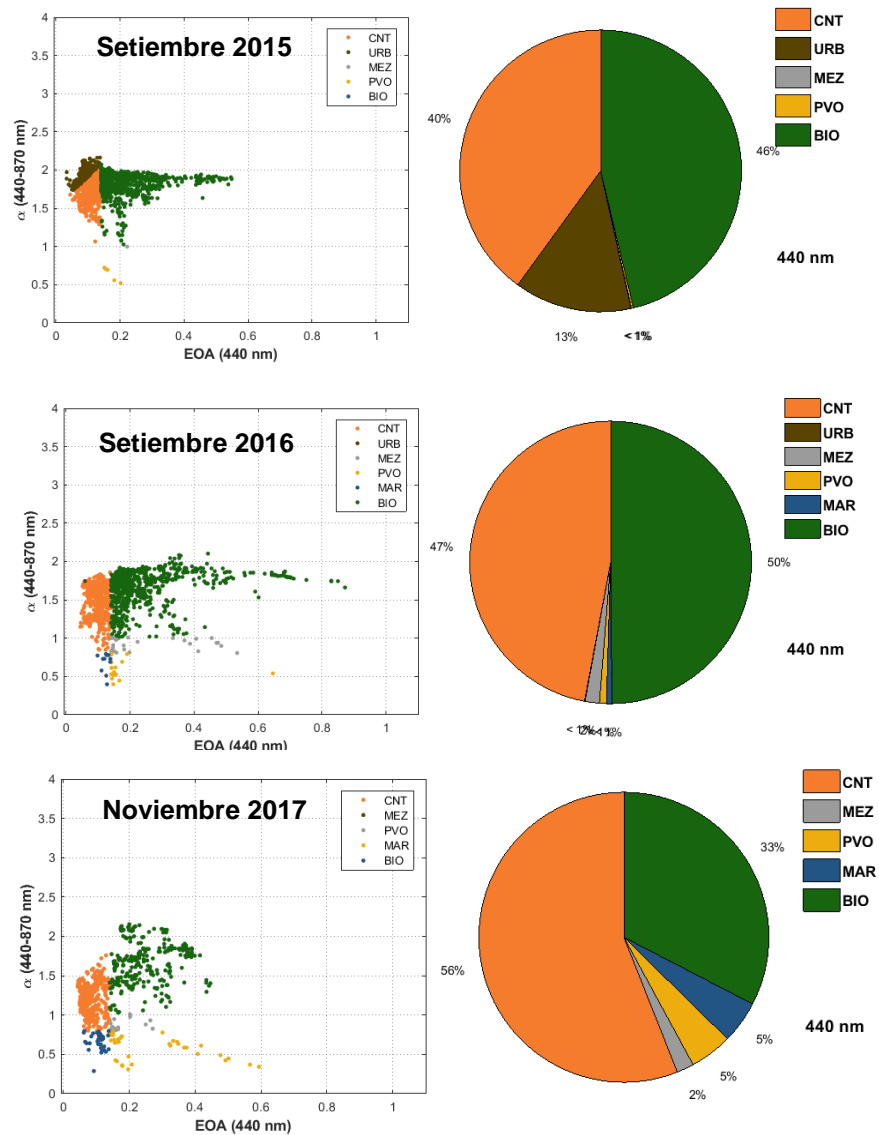 Setiembre 2015
α (440-870 nm)
4
3.5
3
2.5
2
1.5
1
0.5
0
0
0.2
0.4
0.6
0.8
1
EOA (440 nm)
CNT
URB
MEZ
PVO
BIO
40%
46%
13%
<1%
440 nm
CNT
URB
MEZ
PVO
BIO
Setiembre 2016
α (440-870 nm)
4
3.5
3
2.5
2
1.5
1
0.5
0
0
0.2
0.4
0.6
0.8
1
EOA (440 nm)
CNT
URB
MEZ
PVO
MAR
BIO
47%
50%
440 nm
CNT
URB
MEZ
PVO
MAR
BIO
Noviembre 2017
α (440-870 nm)
4
3.5
3
2.5
2
1.5
1
0.5
0
0
0.2
0.4
0.6
0.8
1
EOA (440 nm)
CNT
MEZ
PVO
MAR
BIO
56%
33%
5%
5%
2%
440 nm
CNT
MEZ
PVO
MAR
BIO